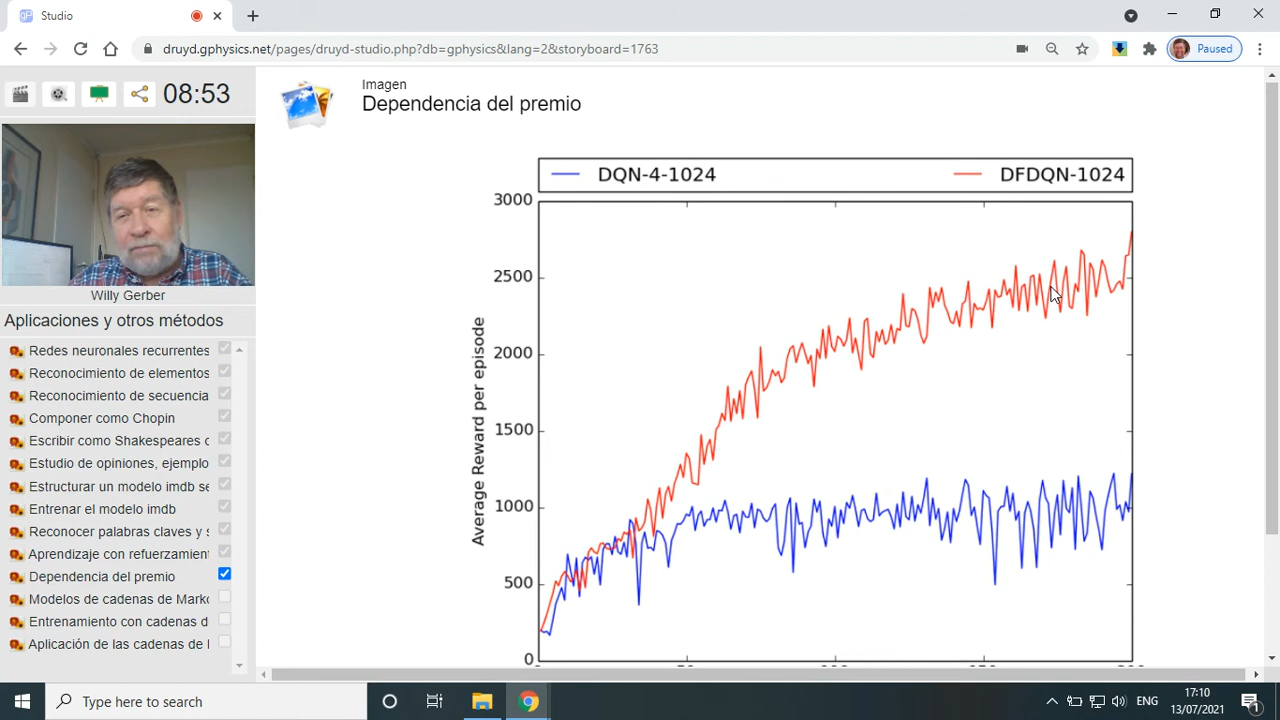 Studio
druyd.gphysics.net/pages/druyd-studio.php?db=gphysics&lang=2&storyboard=1763
Paused
08:53
Imagen
Dependencia del premio
Willy Gerber
Aplicaciones y otros métodos
Redes neuronales recurrentes
Reconocimiento de elementos
Reconocimiento de secuencia
Componer como Chopin
Escribir como Shakespeares o
Estudio de opiniones, ejemplo
Estructurar un modelo imdb se
Entrenar el modelo imdb
Reconocer palabras claves y s
Aprendizaje con refuerzamient
Dependencia del premio
Modelos de cadenas de Marko
Entrenamiento con cadenas d
Aplicación de las cadenas de
DQN-4-1024
DFDQN-1024
3000
2500
2000
1500
1000
500
0
Average Reward per episode
Type here to search
ENG
17:10
13/07/2021
1